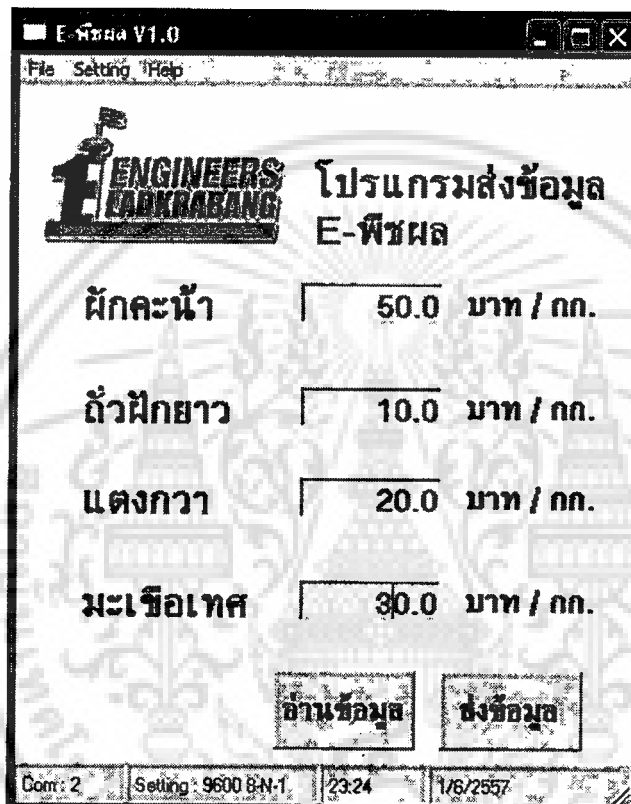 E-พืชผล V1.0
File Setting Help
1 ENGINEERS
LADKRABANG
โปรแกรมส่งข้อมูล
E-พืชผล
ผักคะน้า 50.0 บาท / กก.
ถั่วฝักยาว 10.0 บาท / กก.
แตงกวา 20.0 บาท / กก.
มะเขือเทศ 30.0 บาท / กก.
อ่านข้อมูล ส่งข้อมูล
Com : 2 Setting : 9600 8-N-1 23:24 1/6/2557